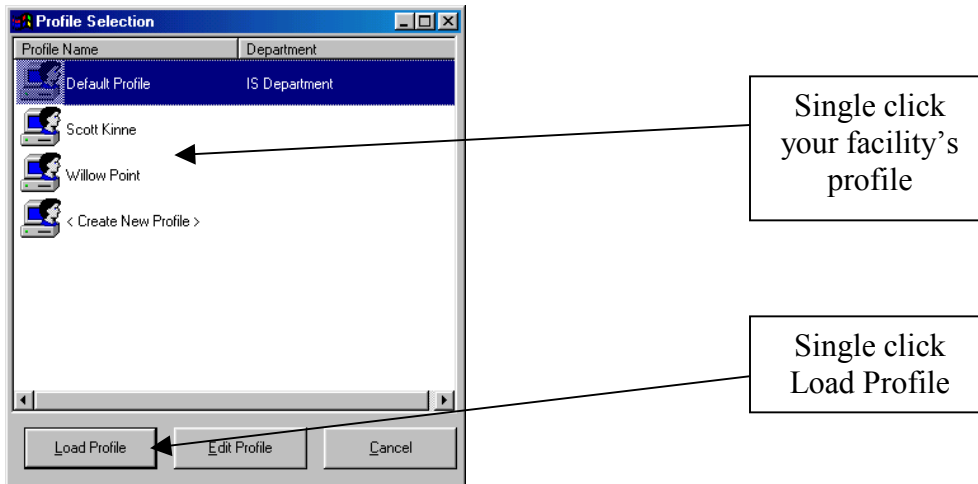 Profile Selection
Profile Name Department
Default Profile IS Department
Scott Kinne
Willow Point
< Create New Profile >
Load Profile Edit Profile Cancel
Single click
your facility’s
profile
Single click
Load Profile